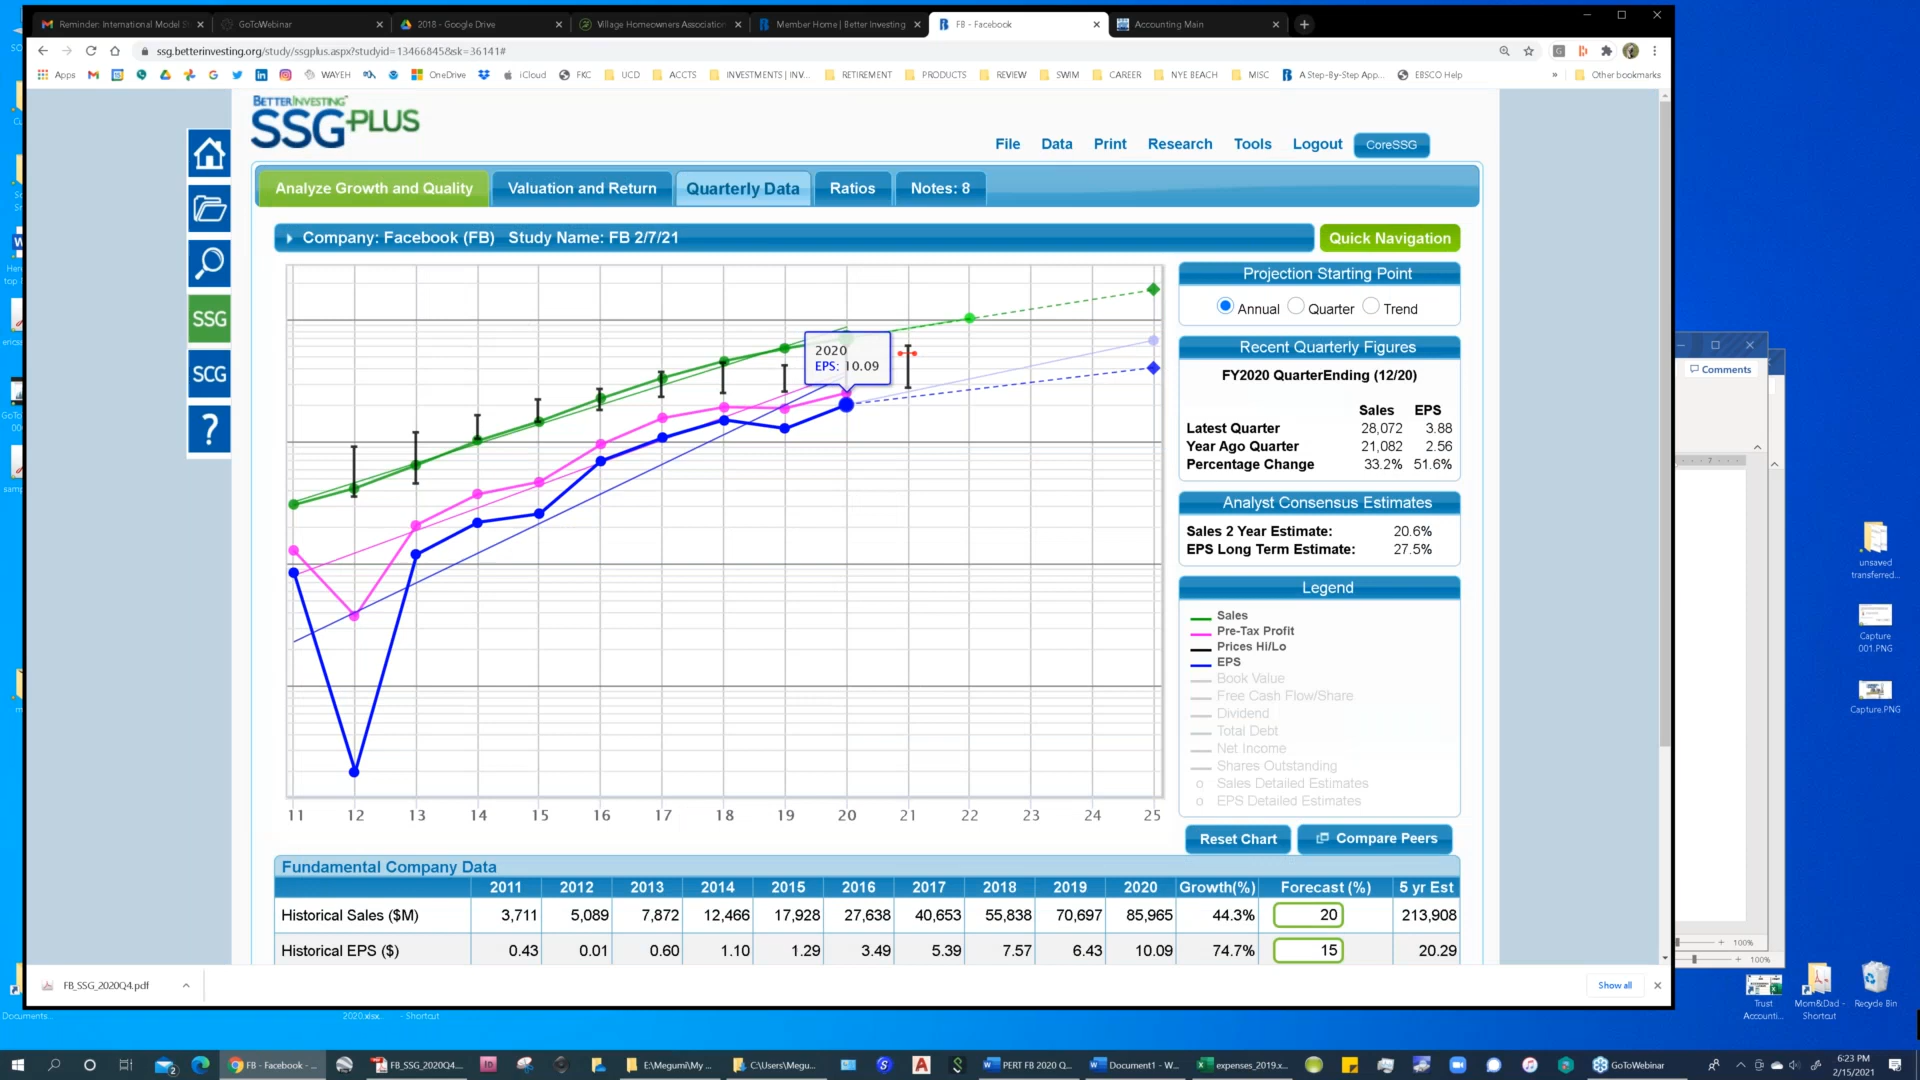 Reminder: International Model S
GoToWebinar
2018 - Google Drive
Village Homeowners Association
Member Home | Better Investing
FB - Facebook
Accounting Main
ssg.betterinvesting.org/study/ssgplus.aspx?studyid=13466845&sk=36141#
Apps
WAYEH
OneDrive
iCloud
FKC
UCD
ACCTS
INVESTMENTS | INV...
RETIREMENT
PRODUCTS
REVIEW
SWIM
CAREER
NYE BEACH
MISC
A Step-By-Step App...
EBSCO Help
»
Other bookmarks
BETTERINVESTING™
SSG PLUS
File Data Print Research Tools Logout CoreSSG
Analyze Growth and Quality
Valuation and Return
Quarterly Data
Ratios
Notes: 8
Company: Facebook (FB) Study Name: FB 2/7/21
Quick Navigation
SSG
SCG
?
2020
EPS: 10.09
11 12 13 14 15 16 17 18 19 20 21 22 23 24 25
Projection Starting Point
Annual Quarter Trend
Recent Quarterly Figures
FY2020 QuarterEnding (12/20)
Sales EPS
Latest Quarter 28,072 3.88
Year Ago Quarter 21,082 2.56
Percentage Change 33.2% 51.6%
Analyst Consensus Estimates
Sales 2 Year Estimate: 20.6%
EPS Long Term Estimate: 27.5%
Legend
Sales
Pre-Tax Profit
Prices Hi/Lo
EPS
Book Value
Free Cash Flow/Share
Dividend
Total Debt
Net Income
Shares Outstanding
Sales Detailed Estimates
EPS Detailed Estimates
Reset Chart
Compare Peers
Fundamental Company Data
2011 2012 2013 2014 2015 2016 2017 2018 2019 2020 Growth(%) Forecast (%) 5 yr Est
Historical Sales ($M) 3,711 5,089 7,872 12,466 17,928 27,638 40,653 55,838 70,697 85,965 44.3% 20 213,908
Historical EPS ($) 0.43 0.01 0.60 1.10 1.29 3.49 5.39 7.57 6.43 10.09 74.7% 15 20.29
FB_SSG_2020Q4.pdf
Show all
Comments
100%
100%
unsaved
transferred...
Capture
001.PNG
Capture.PNG
Trust
Accounti...
Mom&Dad -
Shortcut
Recycle Bin
Documents...
2020.xlsx...
- Shortcut
FB - Facebook - ...
FB_SSG_2020Q4....
E:\Megumi\My ...
C:\Users\Megu...
PERT FB 2020 Q...
Document1 - W...
expenses_2019.x...
GoToWebinar
6:23 PM
2/15/2021